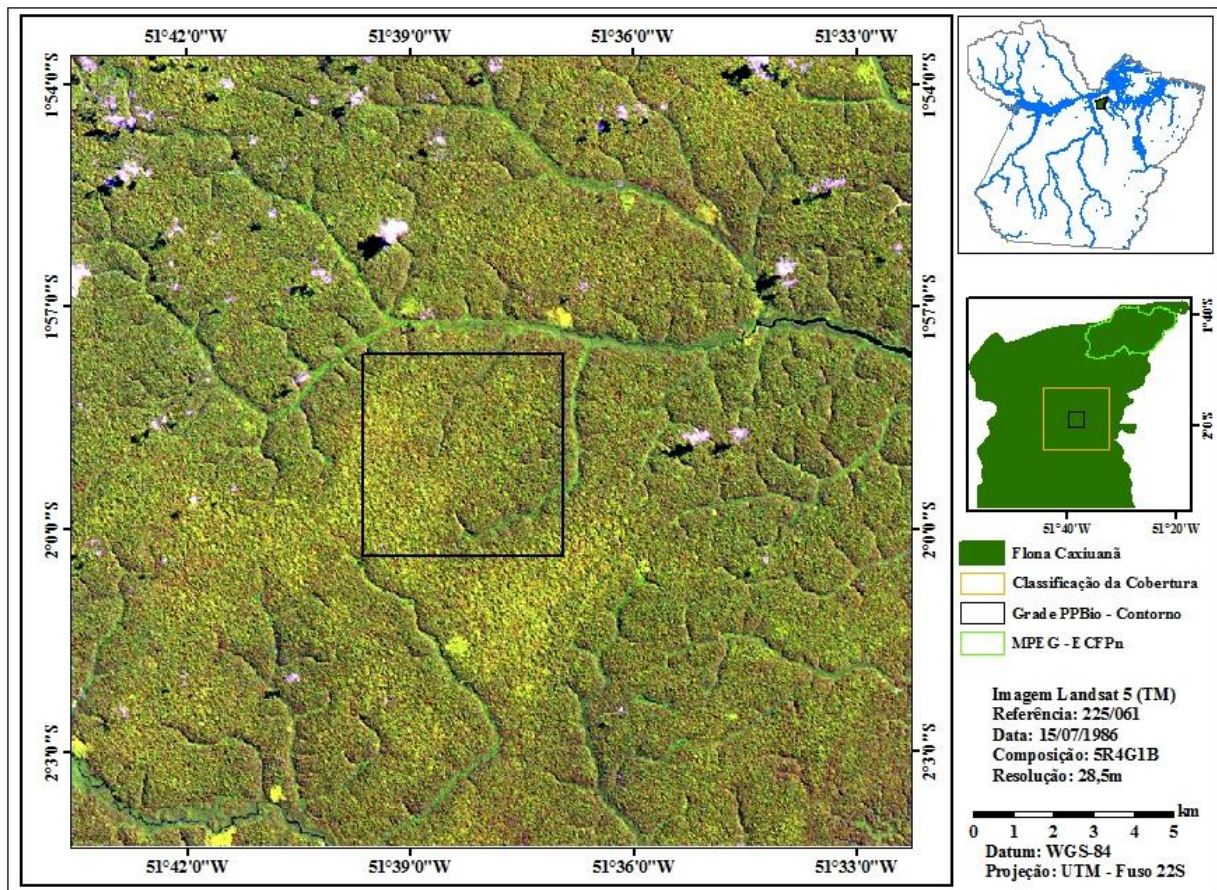 51°42'0"W 51°39'0"W 51°36'0"W 51°33'0"W
1°54'0"S
1°57'0"S
2°0'0"S
2°3'0"S
1°54'0"S
1°57'0"S
2°0'0"S
2°3'0"S
51°42'0"W 51°39'0"W 51°36'0"W 51°33'0"W
1°40'S
2°0'S
51°40'W 51°20'W
Flona Caxiuanã
Classificação da Cobertura
Grade PPBio - Contorno
MPEG - ECFPn
Imagem Landsat 5 (TM)
Referência: 225/061
Data: 15/07/1986
Composição: 5R4G1B
Resolução: 28,5m
km
0 1 2 3 4 5
Datum: WGS-84
Projeção: UTM - Fuso 22S